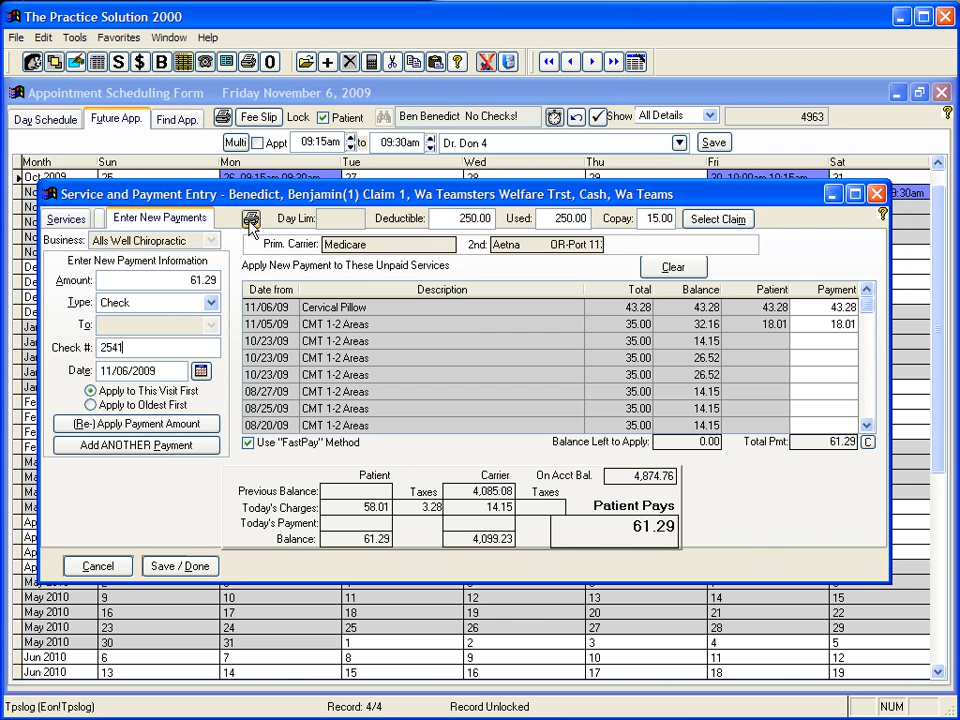 The Practice Solution 2000
File Edit Tools Services Favorites Window Help
S $ B O
Appointment Scheduling Form Friday November 6, 2009
Day Schedule Future App. Find App. Fee Slip Lock Patient Ben Benedict No Checks! Show All Details 4963
Multi Appt 09:15am to 09:30am Dr. Don 4 Save
Month Sun Mon Tue Wed Thu Fri Sat
Service and Payment Entry - Benedict, Benjamin(1) Claim 1, Wa Teamsters Welfare Trst, Cash, Wa Teams
Services Enter New Payments Day Lim: Deductible: 250.00 Used: 250.00 Copay: 15.00 Select Claim
Business: Alls Well Chiropractic Prim. Carrier: Medicare 2nd: Aetna OR-Port 11:
Enter New Payment Information Apply New Payment to These Unpaid Services Clear
Amount: 61.29
Type: Check
To:
Check #: 2541
Date: 11/06/2009
Apply to This Visit First
Apply to Oldest First
(Re-) Apply Payment Amount
Add ANOTHER Payment
Date from Description Total Balance Patient Payment
11/06/09 Cervical Pillow 43.28 43.28 43.28 43.28
11/05/09 CMT 1-2 Areas 35.00 32.16 18.01 18.01
10/23/09 CMT 1-2 Areas 35.00 14.15
10/23/09 CMT 1-2 Areas 35.00 26.52
10/23/09 CMT 1-2 Areas 35.00 26.52
08/27/09 CMT 1-2 Areas 35.00 14.15
08/25/09 CMT 1-2 Areas 35.00 14.15
08/20/09 CMT 1-2 Areas 35.00 14.15
Use "FastPay" Method Balance Left to Apply: 0.00 Total Pmt: 61.29 C
Patient Carrier On Acct Bal. 4,874.76
Previous Balance: Taxes 4,085.08 Taxes
Today's Charges: 58.01 3.28 14.15 Patient Pays
Today's Payment: 61.29
Balance: 61.29 4,099.23
Cancel Save / Done
May 2010 9 10 11 12 13 14 15
May 2010 16 17 18 19 20 21 22
May 2010 23 24 25 26 27 28 29
May 2010 30 31 1 2 3 4 5
Jun 2010 6 7 8 9 10 11 12
Jun 2010 13 14 15 16 17 18 19
Tpslog (Eon!Tpslog) Record: 4/4 Record Unlocked NUM